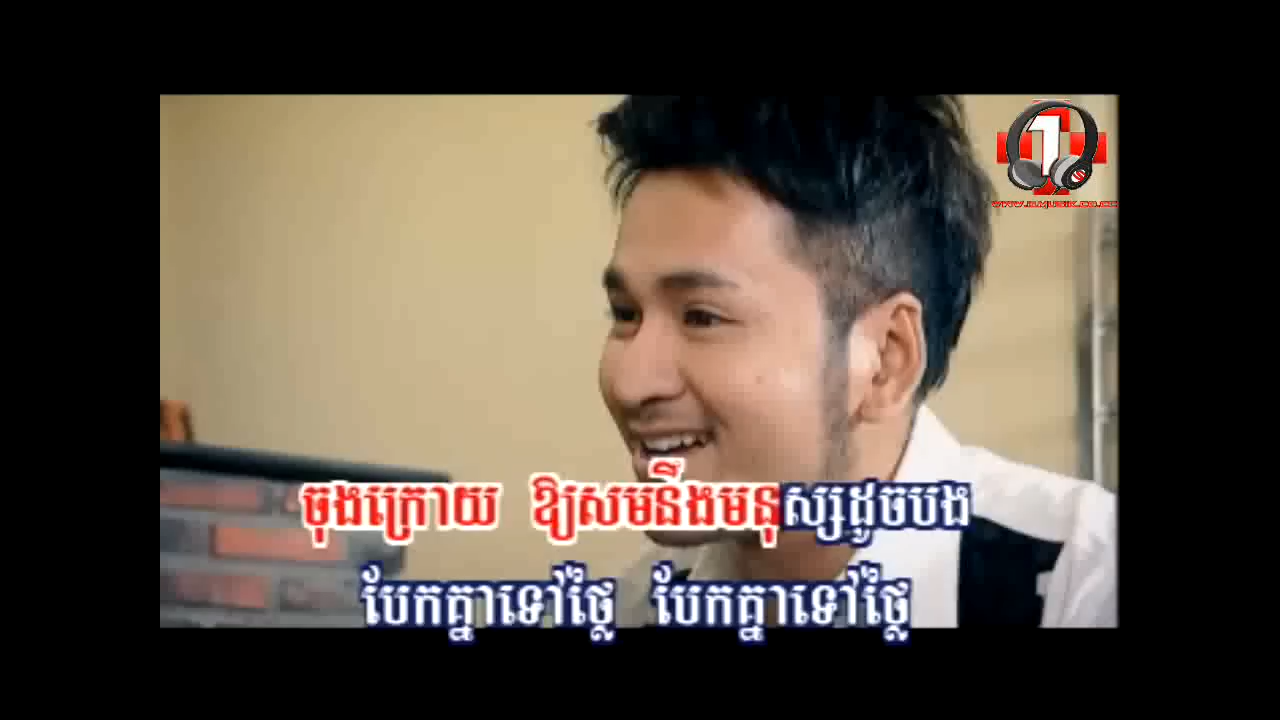 1
ចុងក្រោយ ឱ្យសមនឹងមនុស្សដូចបង
បែកគ្នាទៅថ្លៃ បែកគ្នាទៅថ្លៃ